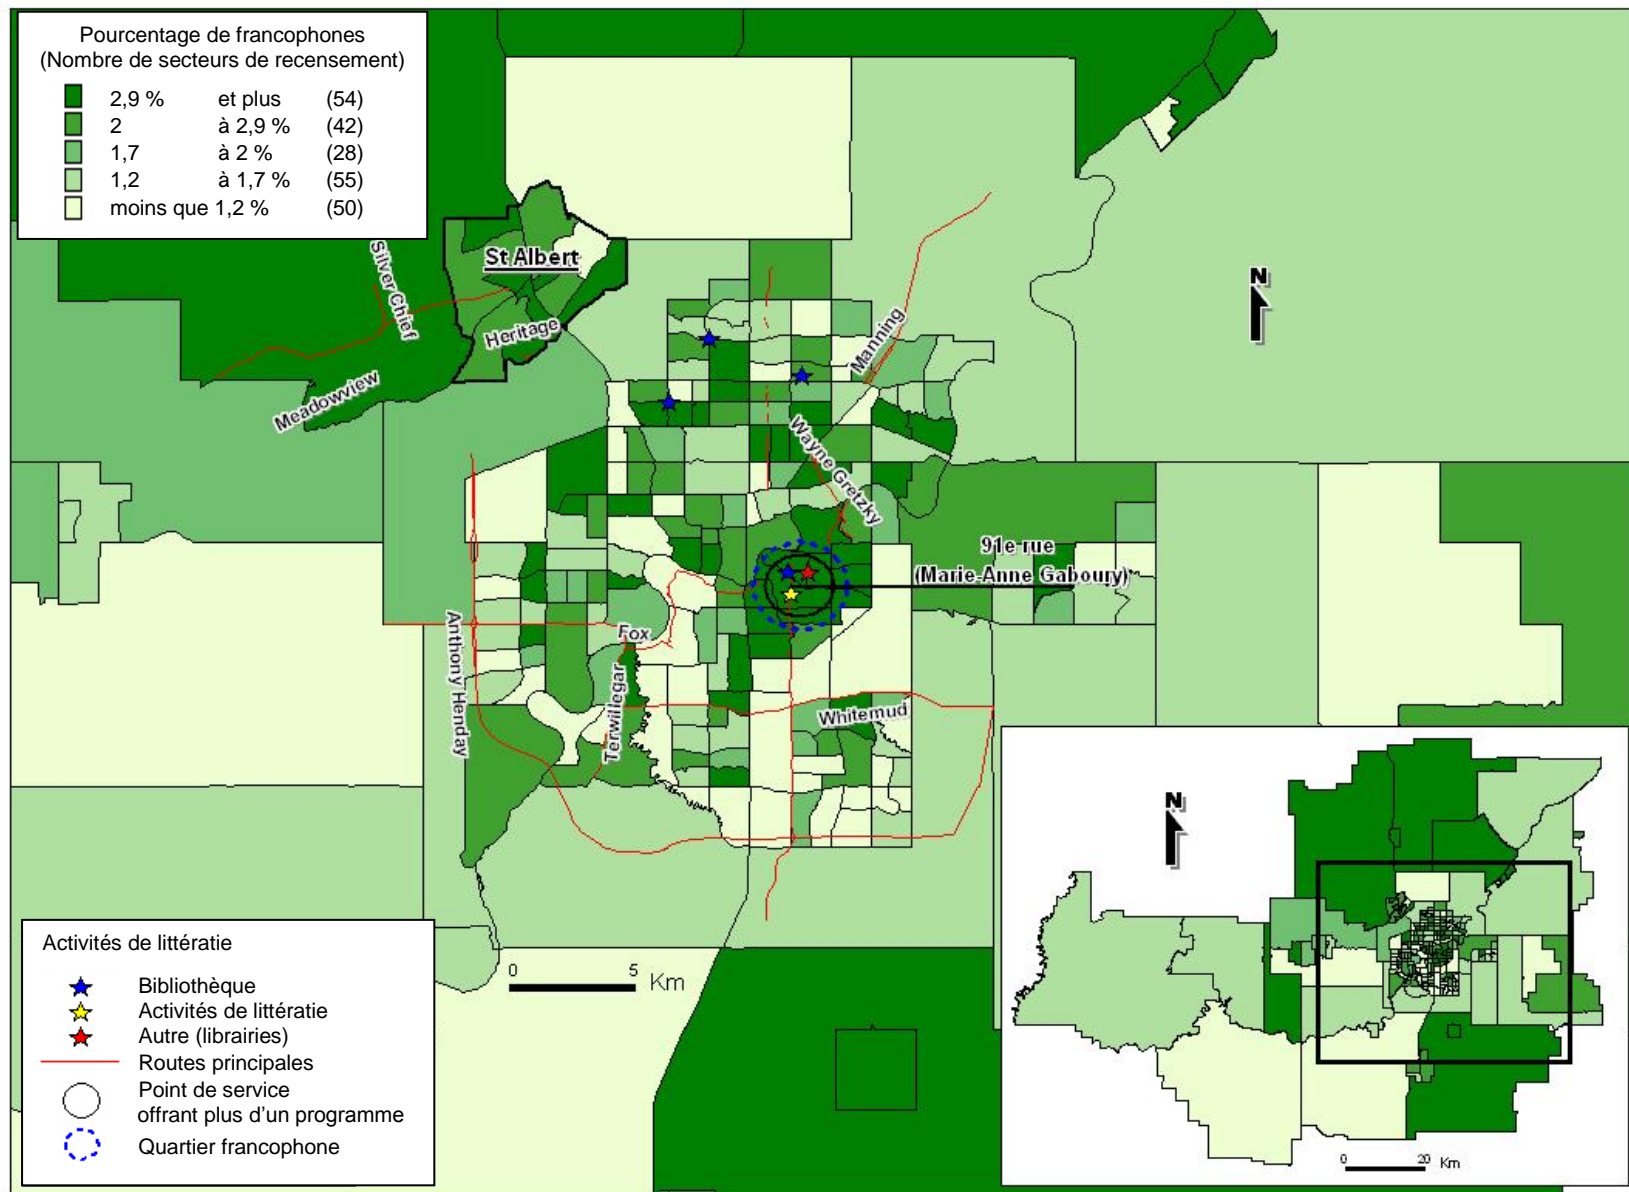 Pourcentage de francophones
(Nombre de secteurs de recensement)
2,9 % et plus (54)
2 à 2,9 % (42)
1,7 à 2 % (28)
1,2 à 1,7 % (55)
moins que 1,2 % (50)
St Albert
Silver Chief
Heritage
Meadowview
Manning
N
Wayne Gretzky
91e rue
(Marie-Anne Gaboury)
Anthony Henday
Fox
Terwillegar
Whitemud
Activités de littératie
Bibliothèque
Activités de littératie
Autre (librairies)
Routes principales
Point de service
offrant plus d’un programme
Quartier francophone
0 5 Km
N
0 20 Km